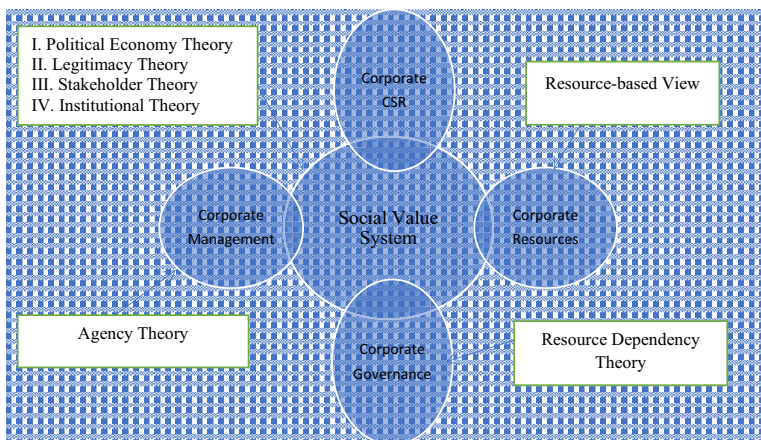 I. Political Economy Theory
II. Legitimacy Theory
III. Stakeholder Theory
IV. Institutional Theory
Corporate
CSR
Resource-based View
Corporate
Management
Social Value
System
Corporate
Resources
Agency Theory
Corporate
Governance
Resource Dependency
Theory